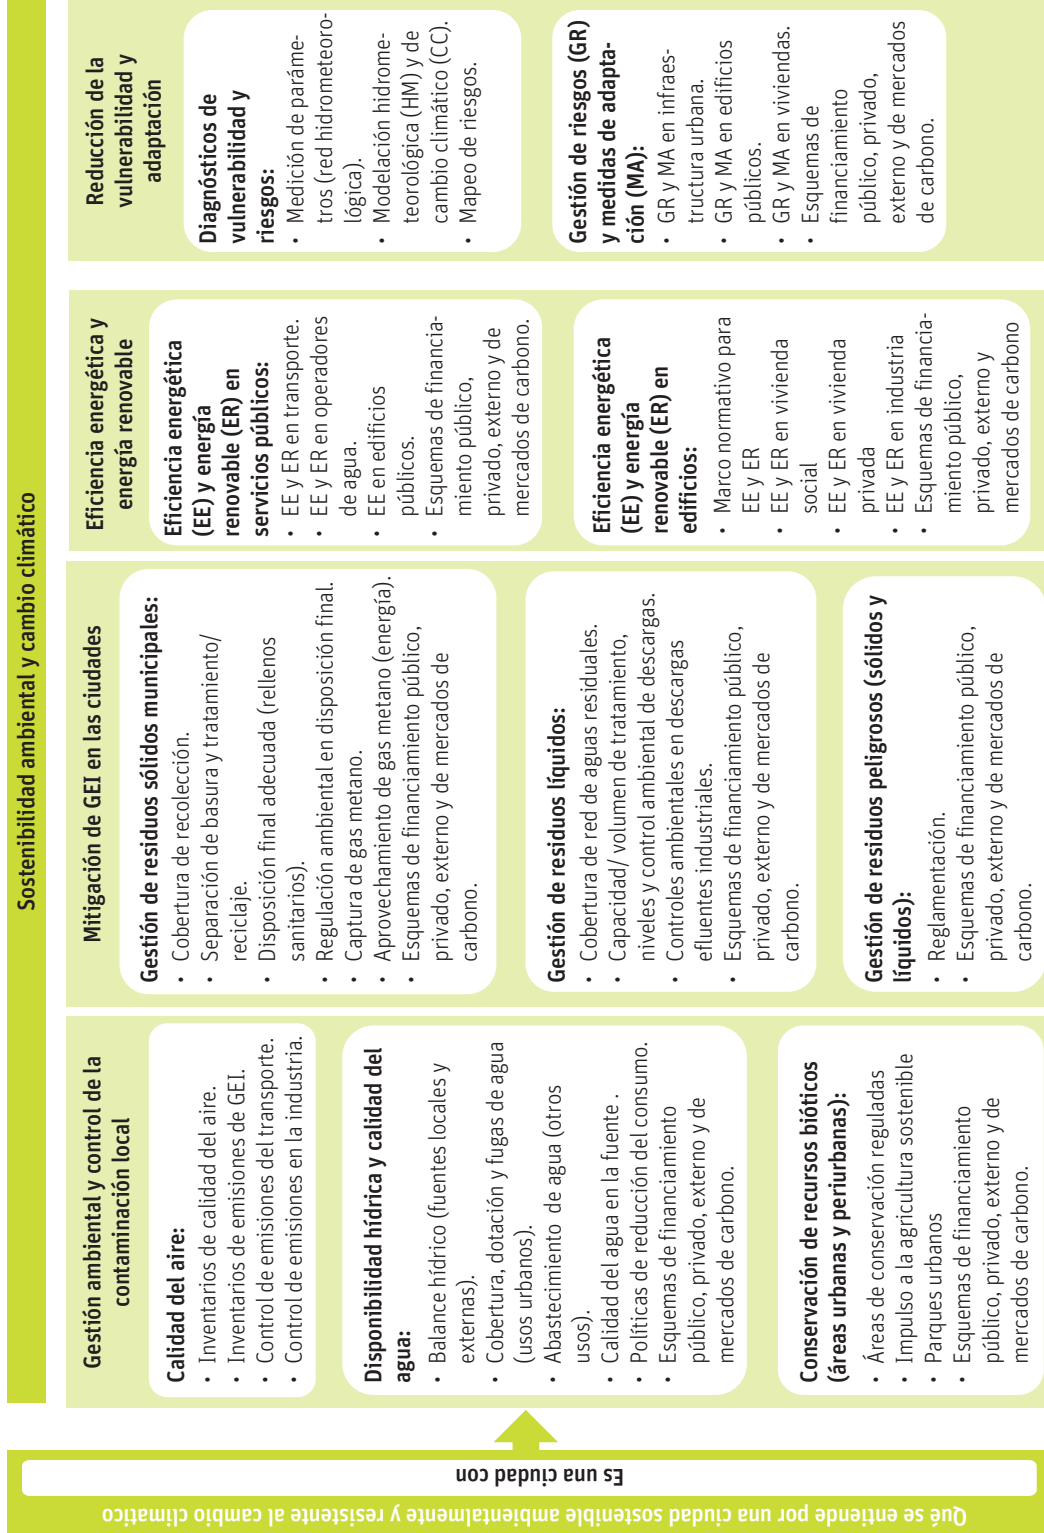 Qué se entiende por una ciudad sostenible ambientalmente y resistente al cambio climático
Es una ciudad con
Sostenibilidad ambiental y cambio climático
Gestión ambiental y control de la
contaminación local
Calidad del aire:
• Inventarios de calidad del aire.
• Inventarios de emisiones de GEI.
• Control de emisiones del transporte.
• Control de emisiones en la industria.
Disponibilidad hídrica y calidad del
agua:
• Balance hídrico (fuentes locales y
externas).
• Cobertura, dotación y fugas de agua
(usos urbanos).
• Abastecimiento de agua (otros
usos).
• Calidad del agua en la fuente .
• Políticas de reducción del consumo.
• Esquemas de financiamiento
público, privado, externo y de
mercados de carbono.
Conservación de recursos bióticos
(áreas urbanas y periurbanas):
• Áreas de conservación reguladas
• Impulso a la agricultura sostenible
• Parques urbanos
• Esquemas de financiamiento
público, privado, externo y de
mercados de carbono.
Mitigación de GEI en las ciudades
Gestión de residuos sólidos municipales:
• Cobertura de recolección.
• Separación de basura y tratamiento/
reciclaje.
• Disposición final adecuada (rellenos
sanitarios).
• Regulación ambiental en disposición final.
• Captura de gas metano.
• Aprovechamiento de gas metano (energía).
• Esquemas de financiamiento público,
privado, externo y de mercados de
carbono.
Gestión de residuos líquidos:
• Cobertura de red de aguas residuales.
• Capacidad/ volumen de tratamiento,
niveles y control ambiental de descargas.
• Controles ambientales en descargas
efluentes industriales.
• Esquemas de financiamiento público,
privado, externo y de mercados de
carbono.
Gestión de residuos peligrosos (sólidos y
líquidos):
• Reglamentación.
• Esquemas de financiamiento público,
privado, externo y de mercados de
carbono.
Eficiencia energética y
energía renovable
Eficiencia energética
(EE) y energía
renovable (ER) en
servicios públicos:
• EE y ER en transporte.
• EE y ER en operadores
de agua.
• EE en edificios
públicos.
• Esquemas de financia-
miento público,
privado, externo y de
mercados de carbono.
Eficiencia energética
(EE) y energía
renovable (ER) en
edificios:
• Marco normativo para
EE y ER
• EE y ER en vivienda
social
• EE y ER en vivienda
privada
• EE y ER en industria
• Esquemas de financia-
miento público,
privado, externo y
mercados de carbono
Reducción de la
vulnerabilidad y
adaptación
Diagnósticos de
vulnerabilidad y
riesgos:
• Medición de paráme-
tros (red hidrometeoro-
lógica).
• Modelación hidrome-
teorológica (HM) y de
cambio climático (CC).
• Mapeo de riesgos.
Gestión de riesgos (GR)
y medidas de adapta-
ción (MA):
• GR y MA en infraes-
tructura urbana.
• GR y MA en edificios
públicos.
• GR y MA en viviendas.
• Esquemas de
financiamiento
público, privado,
externo y de mercados
de carbono.